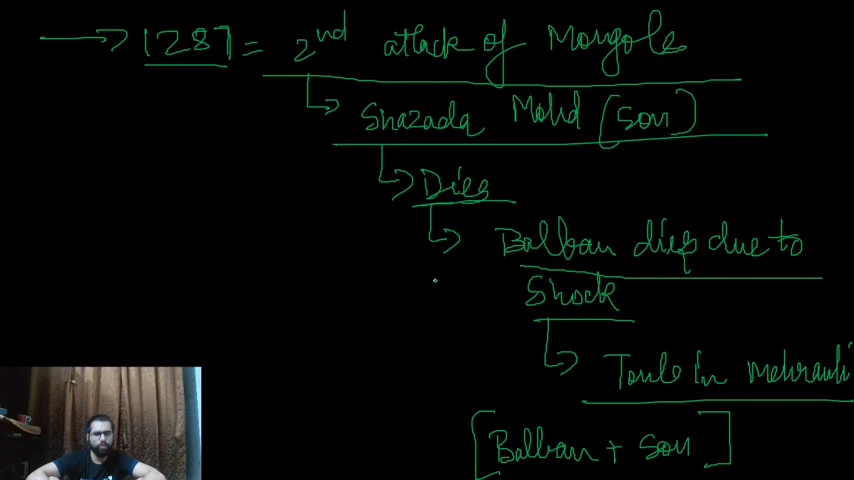 → 1287 = 2nd attack of Mongols
Shazada Mohd (son)
Dies
Balban dies due to
Shock
Tomb in Mehrauli
[Balban + son]